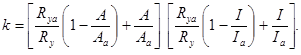 k = [ R_ya / R_y ( 1 − A / A_a ) + A / A_a ] [ R_ya / R_y ( 1 − I / I_a ) + I / I_a ].